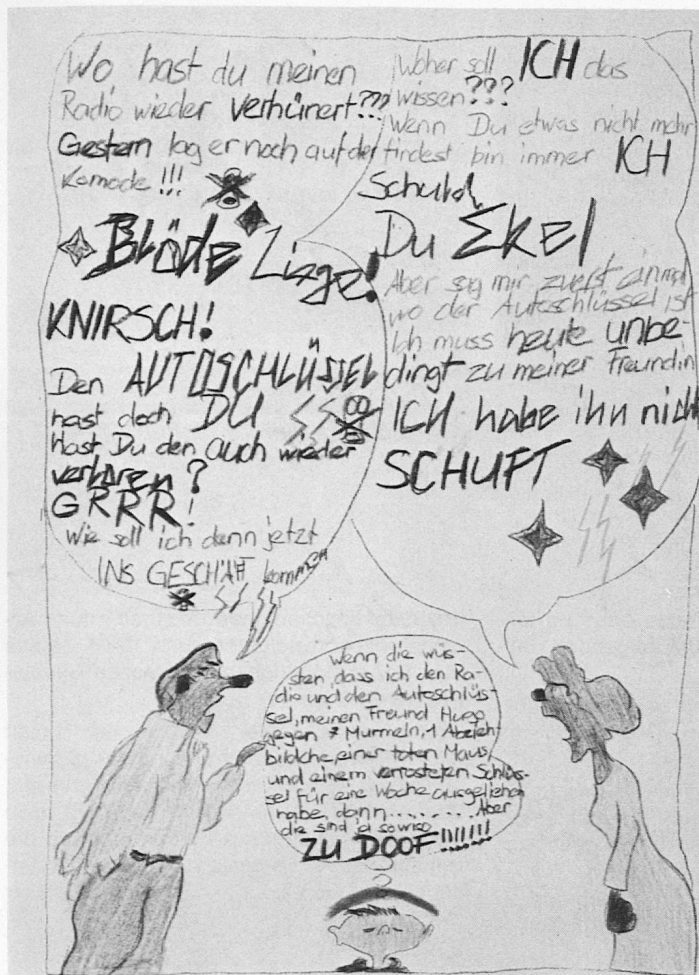 Wo hast du meinen
Radio wieder verhünert???
Gestern lag er noch auf der
Komode!!!
Blöde Ziege!
Woher soll ICH das
wissen???
Wenn Du etwas nicht mehr
findest bin immer ICH
Schuld
Du Ekel
Aber sag mir zuerst einmal
wo der Autoschlüssel ist
Ich muss heute unbe-
dingt zu meiner Freundin
KNIRSCH!
Den AUTOSCHLÜSSEL
hast doch DU
Hast Du den auch wieder
verloren?
GRRR!
Wie soll ich denn jetzt
INS GESCHÄFT kommen
ICH habe ihn nicht
SCHUFT
Wenn die wüs-
sten, dass ich den Ra-
dio und den Autoschlüs-
sel, meinen Freund Hugo
gegen 7 Murmeln, 1
bildche, einer toten Maus,
und einem verrosteten Schlüs-
sel für eine Woche ausgeliehen
habe, dann......... Aber
die sind ja sowiso
ZU DOOF!!!!!!!